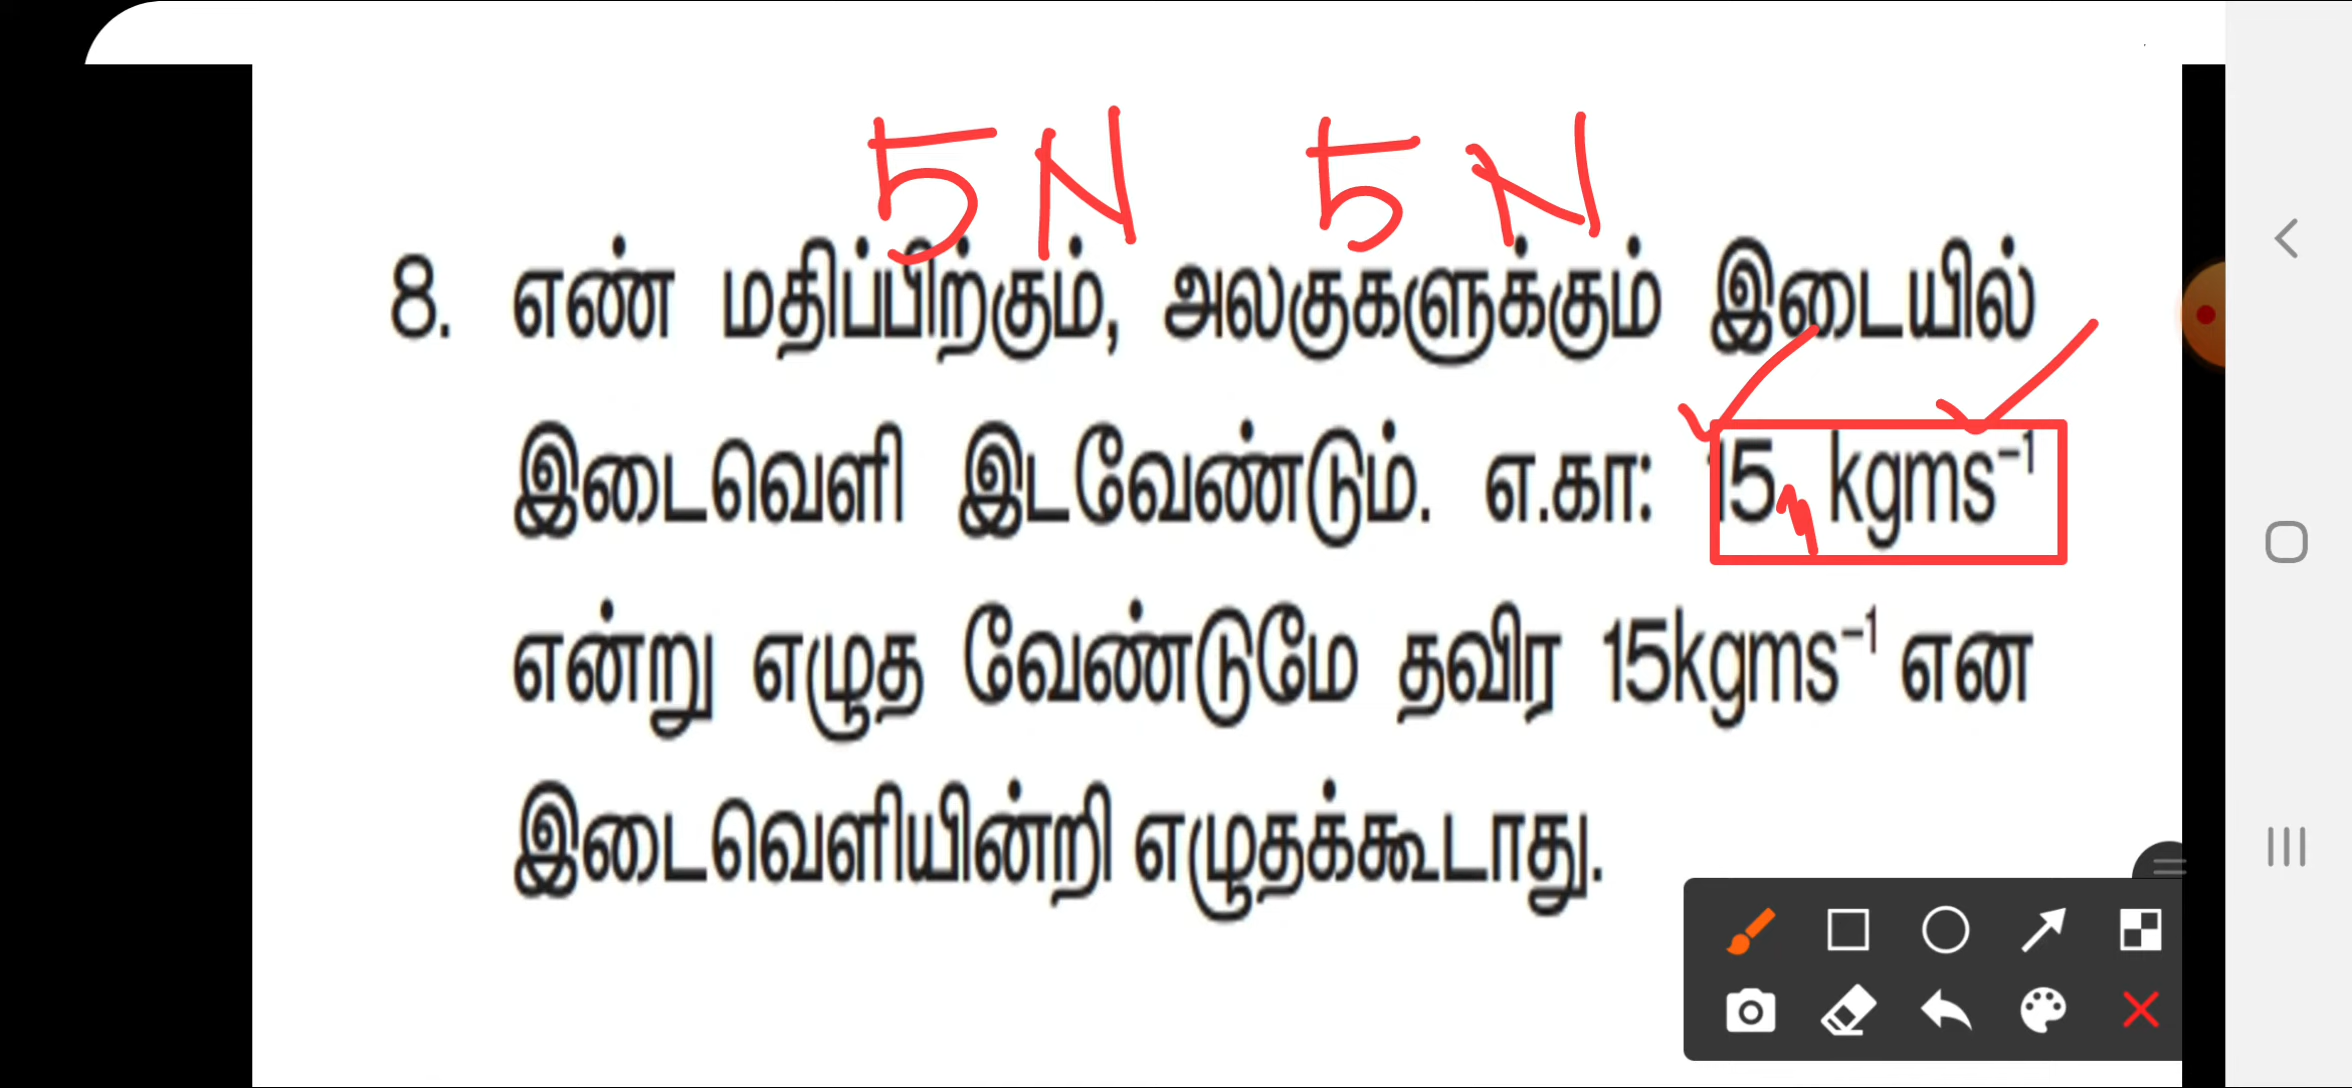 5N 5N
8. எண் மதிப்பிற்கும், அலகுகளுக்கும் இடையில்
இடைவெளி இடவேண்டும். எ.கா: 15 kgms⁻¹
என்று எழுத வேண்டுமே தவிர 15kgms⁻¹ என
இடைவெளியின்றி எழுதக்கூடாது.